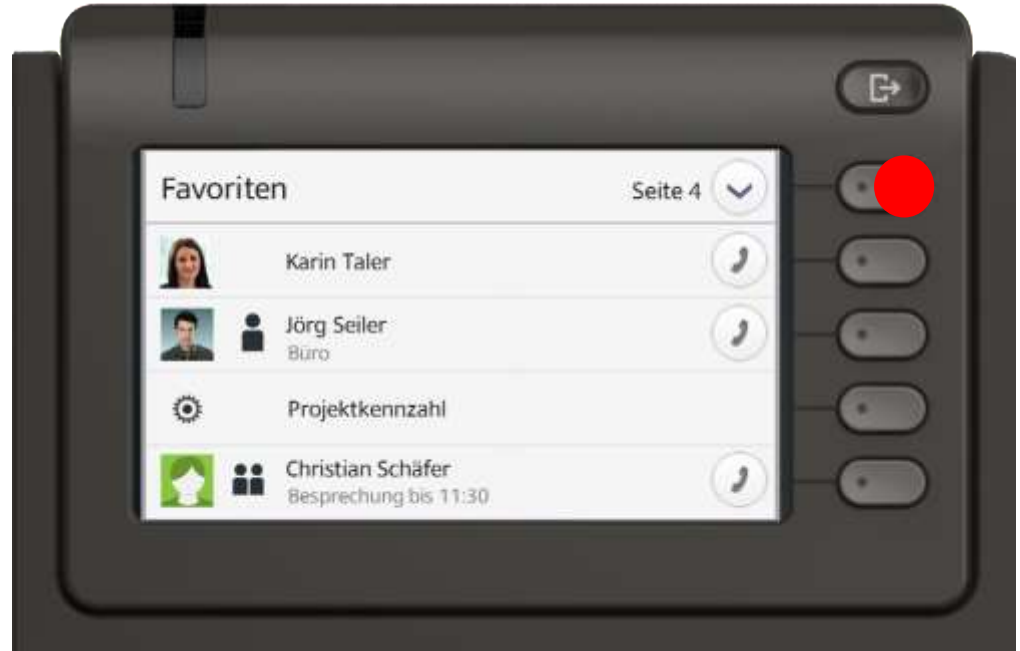 Favoriten
Seite 4
Karin Taler
Jörg Seiler
Büro
Projektkennzahl
Christian Schäfer
Besprechung bis 11:30